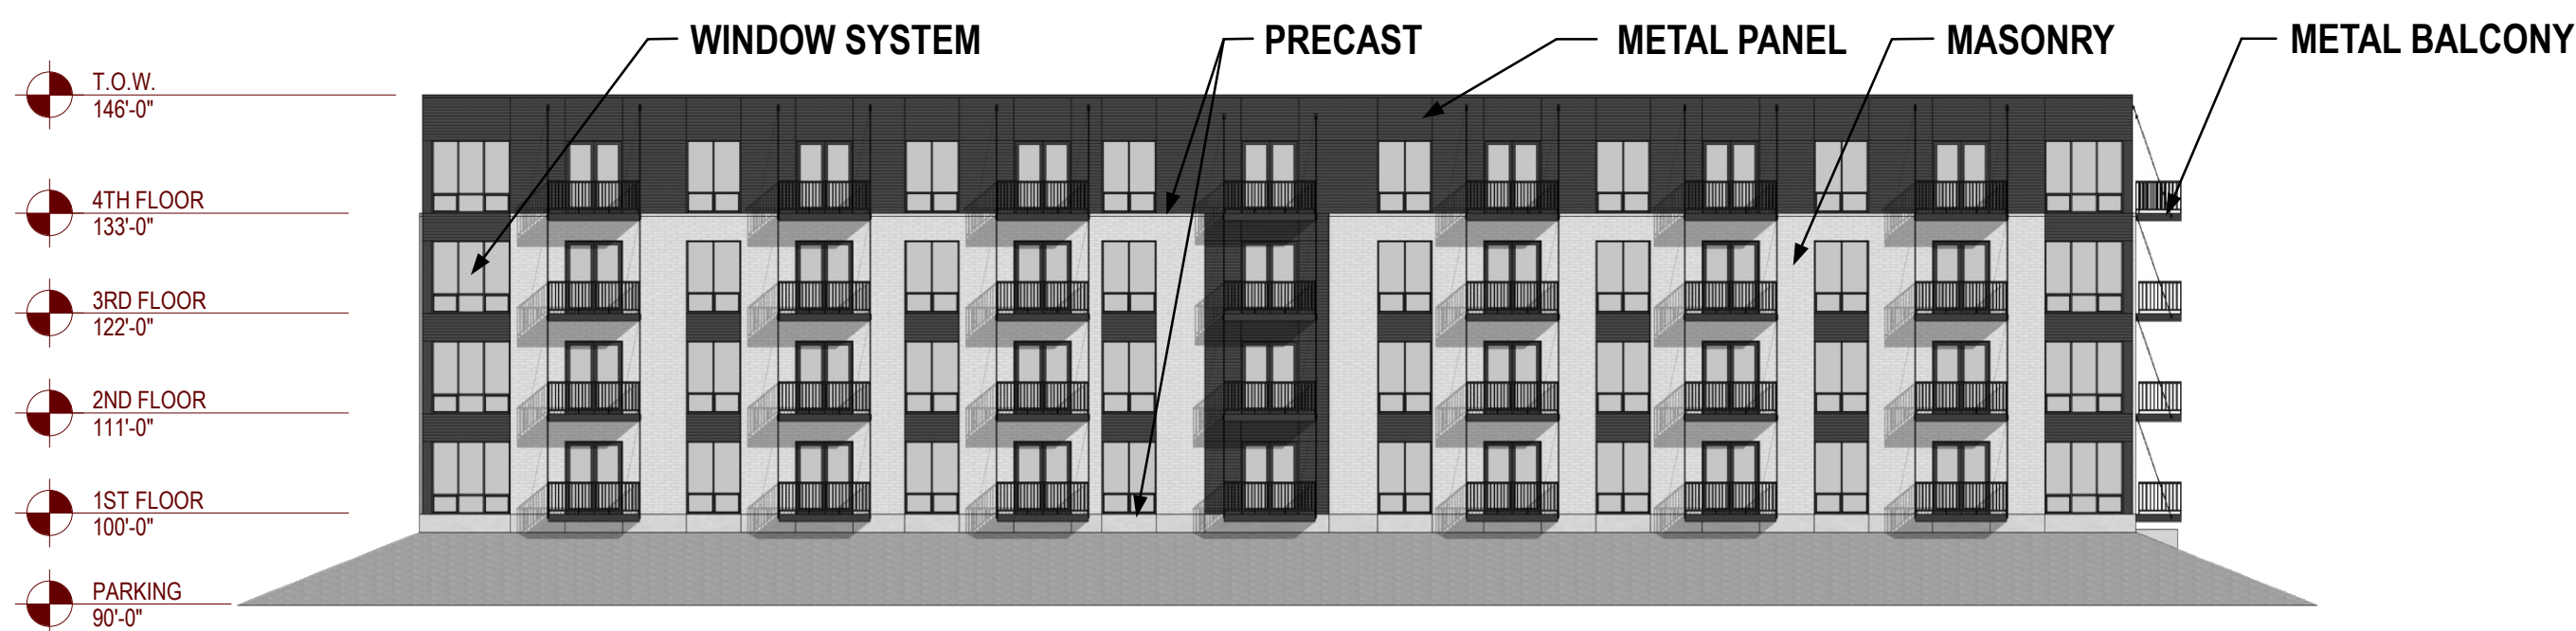 WINDOW SYSTEM
PRECAST
METAL PANEL
MASONRY
METAL BALCONY
T.O.W.
146'-0"
4TH FLOOR
133'-0"
3RD FLOOR
122'-0"
2ND FLOOR
111'-0"
1ST FLOOR
100'-0"
PARKING
90'-0"